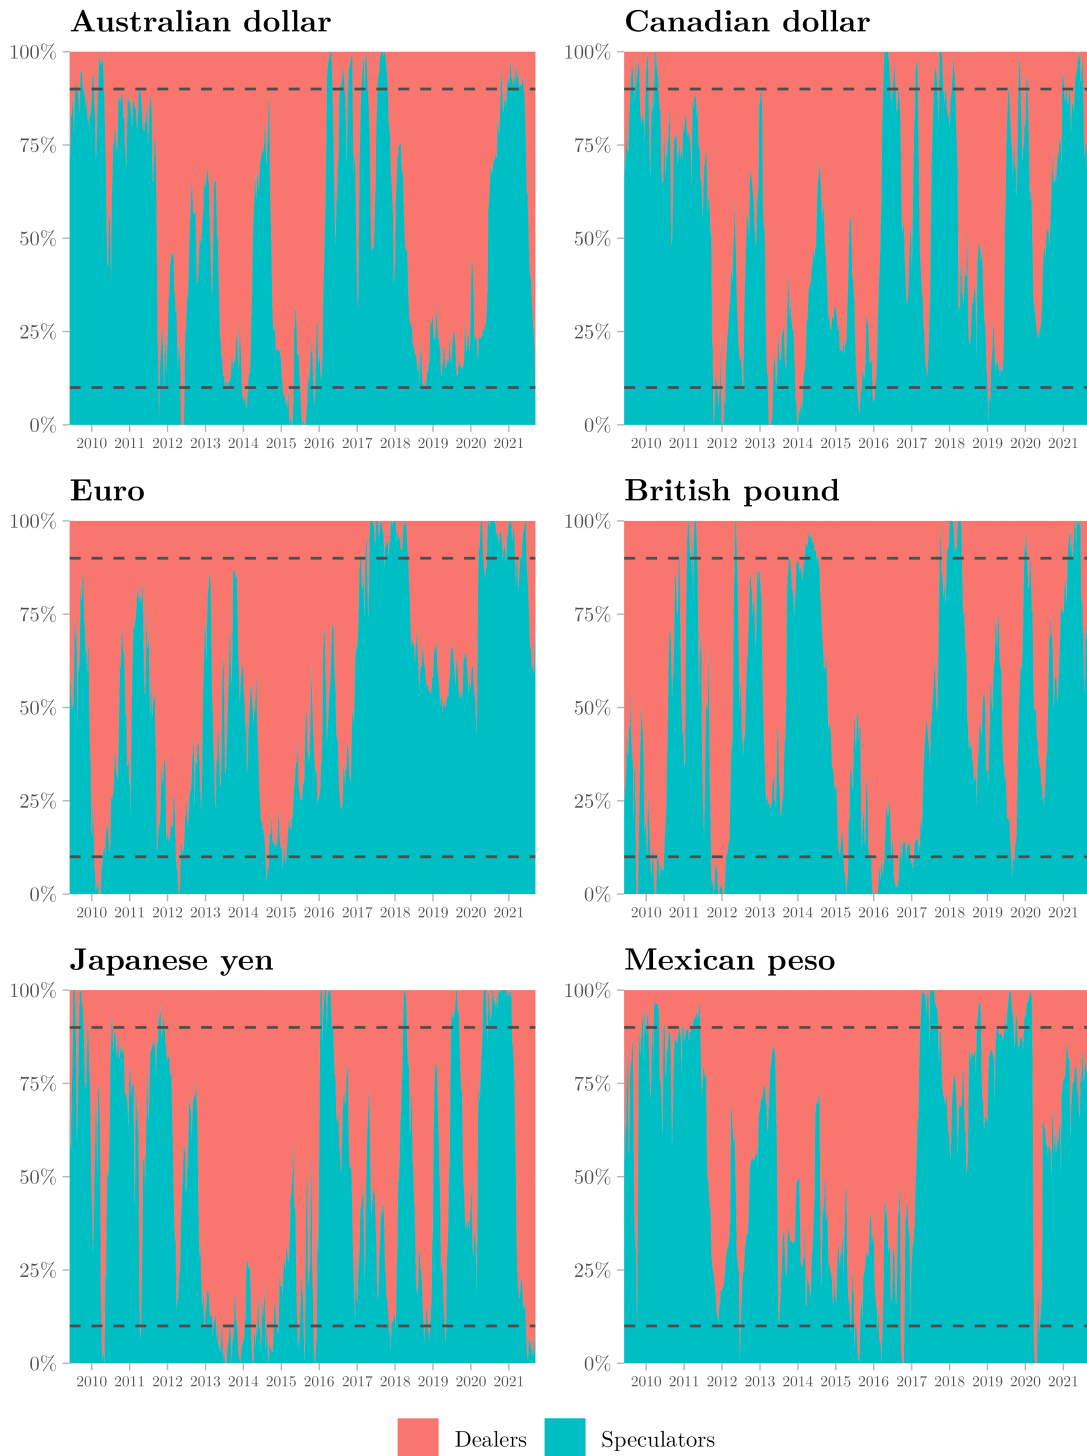 Australian dollar
100%
75%
50%
25%
0%
2010 2011 2012 2013 2014 2015 2016 2017 2018 2019 2020 2021
Canadian dollar
100%
75%
50%
25%
0%
2010 2011 2012 2013 2014 2015 2016 2017 2018 2019 2020 2021
Euro
100%
75%
50%
25%
0%
2010 2011 2012 2013 2014 2015 2016 2017 2018 2019 2020 2021
British pound
100%
75%
50%
25%
0%
2010 2011 2012 2013 2014 2015 2016 2017 2018 2019 2020 2021
Japanese yen
100%
75%
50%
25%
0%
2010 2011 2012 2013 2014 2015 2016 2017 2018 2019 2020 2021
Mexican peso
100%
75%
50%
25%
0%
2010 2011 2012 2013 2014 2015 2016 2017 2018 2019 2020 2021
Dealers Speculators